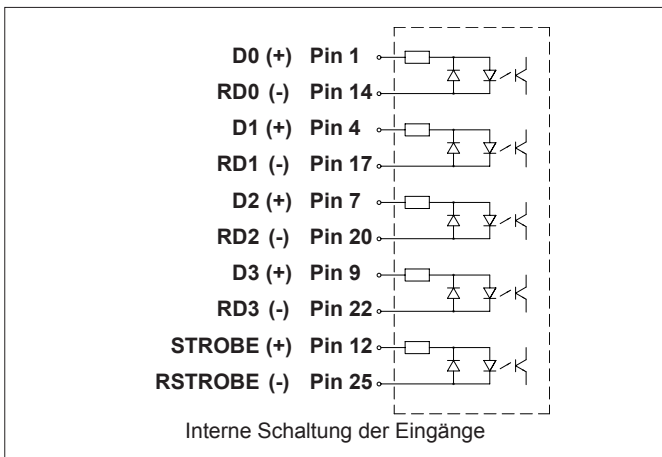 D0 (+) Pin 1
RD0 (-) Pin 14
D1 (+) Pin 4
RD1 (-) Pin 17
D2 (+) Pin 7
RD2 (-) Pin 20
D3 (+) Pin 9
RD3 (-) Pin 22
STROBE (+) Pin 12
RSTROBE (-) Pin 25
Interne Schaltung der Eingänge